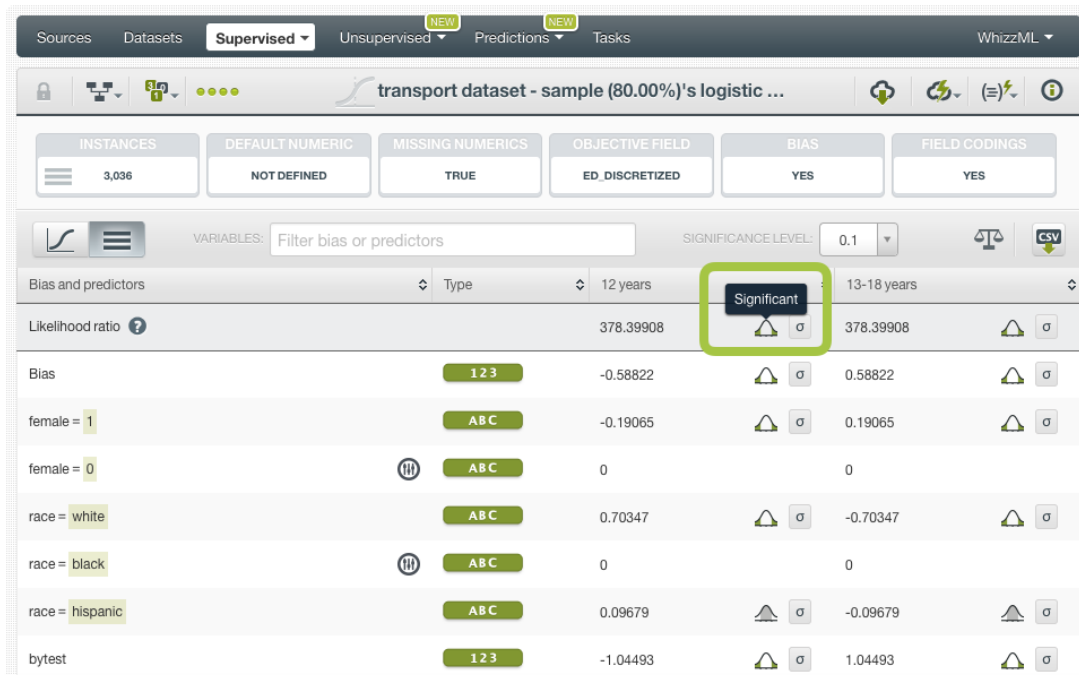 NEW NEW
Sources Datasets Supervised Unsupervised Predictions Tasks WhizzML
transport dataset - sample (80.00%)'s logistic ...
INSTANCES DEFAULT NUMERIC MISSING NUMERICS OBJECTIVE FIELD BIAS FIELD CODINGS
3,036 NOT DEFINED TRUE ED_DISCRETIZED YES YES
VARIABLES: Filter bias or predictors SIGNIFICANCE LEVEL: 0.1 CSV
Bias and predictors Type 12 years 13-18 years
Significant
Likelihood ratio ? 378.39908 σ 378.39908 σ
Bias 123 -0.58822 σ 0.58822 σ
female = 1 ABC -0.19065 σ 0.19065 σ
female = 0 ABC 0 0
race = white ABC 0.70347 σ -0.70347 σ
race = black ABC 0 0
race = hispanic ABC 0.09679 σ -0.09679 σ
bytest 123 -1.04493 σ 1.04493 σ